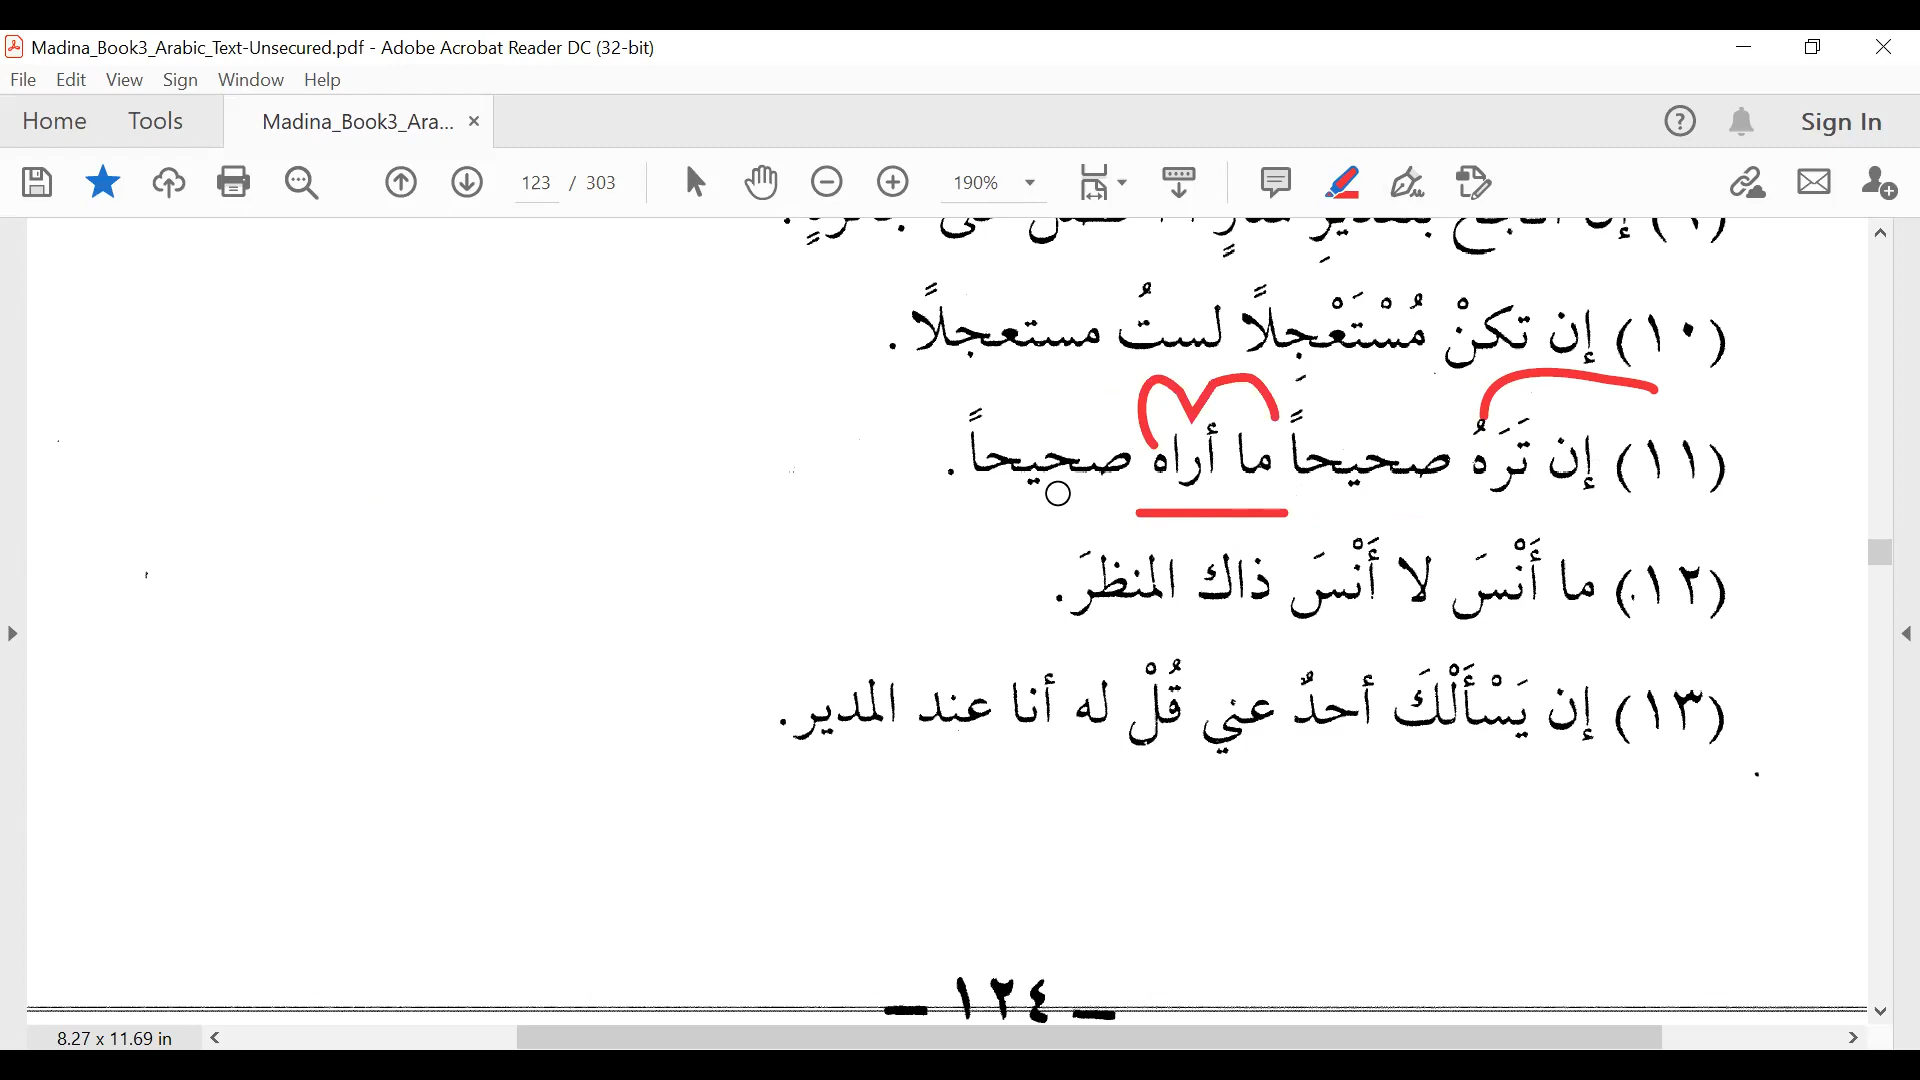 Madina_Book3_Arabic_Text-Unsecured.pdf - Adobe Acrobat Reader DC (32-bit)
File Edit View Sign Window Help
Home Tools Madina_Book3_Ara... × Sign In
123 / 303 190%
(١٠) إن تكنْ مُسْتَعْجِلاً لستُ مستعجلاً .
(١١) إن تَرَهُ صحيحاً ما أراه صحيحاً .
(١٢) ما أَنْسَ لا أَنْسَ ذاك المنظرَ .
(١٣) إن يَسْأَلْكَ أحدٌ عني قُلْ له أنا عند المدير .
ــ ١٢٤ ــ
8.27 x 11.69 in